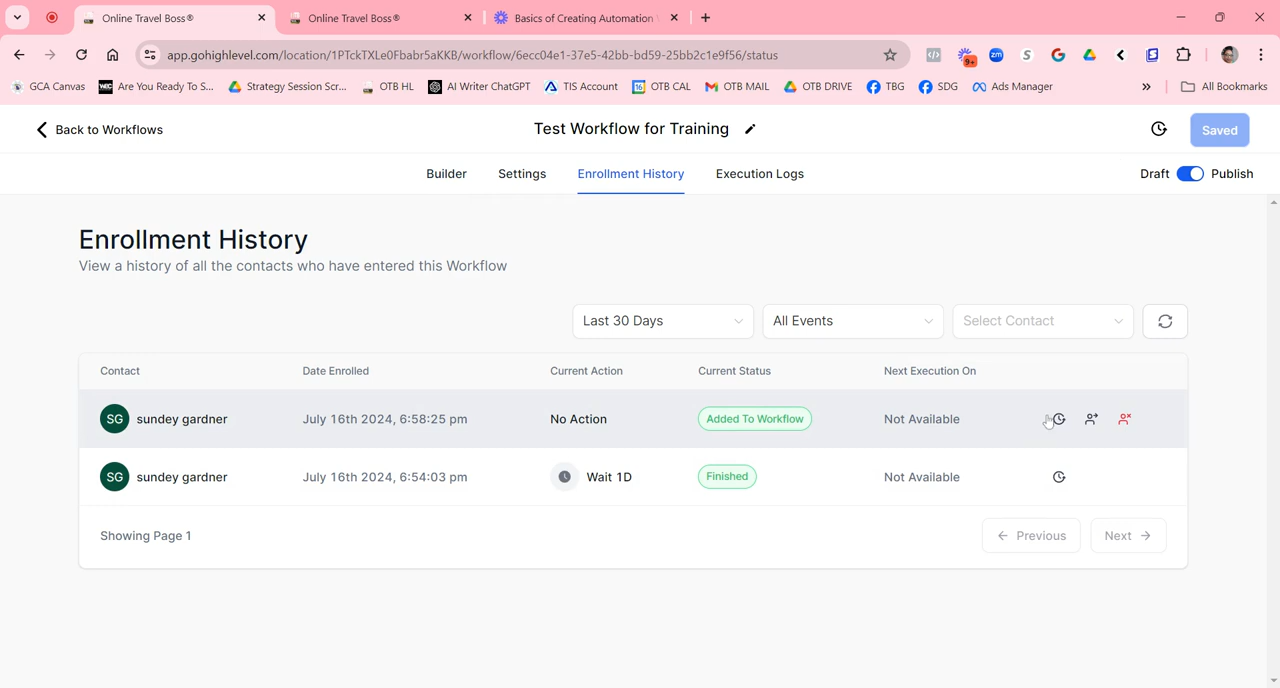 Online Travel Boss®
Online Travel Boss®
Basics of Creating Automation
app.gohighlevel.com/location/1PTckTXLe0Fbabr5aKKB/workflow/6ecc04e1-37e5-42bb-bd59-25bb2c1e9f56/status
9+
zm
S
GCA Canvas
Are You Ready To S...
Strategy Session Scr...
OTB HL
AI Writer ChatGPT
TIS Account
16
OTB CAL
OTB MAIL
OTB DRIVE
TBG
SDG
Ads Manager
All Bookmarks
Back to Workflows
Test Workflow for Training
Saved
Builder
Settings
Enrollment History
Execution Logs
Draft
Publish
Enrollment History
View a history of all the contacts who have entered this Workflow
Last 30 Days
All Events
Select Contact
Contact Date Enrolled Current Action Current Status Next Execution On
SG sundey gardner July 16th 2024, 6:58:25 pm No Action Added To Workflow Not Available
SG sundey gardner July 16th 2024, 6:54:03 pm Wait 1D Finished Not Available
Showing Page 1
Previous
Next